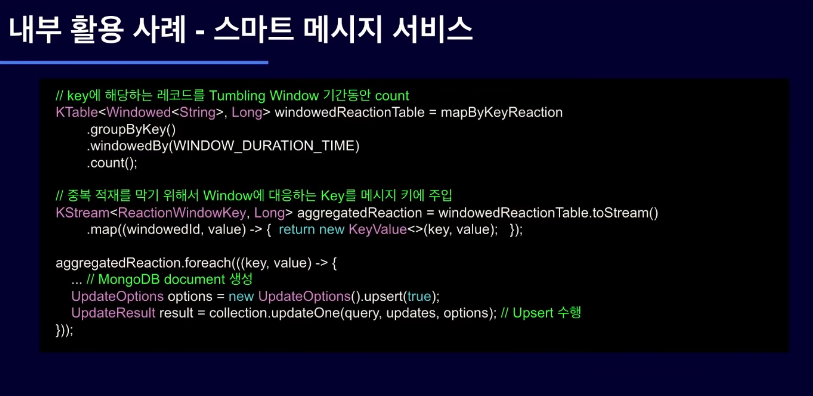 내부 활용 사례 - 스마트 메시지 서비스
// key에 해당하는 레코드를 Tumbling Window 기간동안 count
KTable<Windowed<String>, Long> windowedReactionTable = mapByKeyReaction
.groupByKey()
.windowedBy(WINDOW_DURATION_TIME)
.count();
// 중복 적재를 막기 위해서 Window에 대응하는 Key를 메시지 키에 주입
KStream<ReactionWindowKey, Long> aggregatedReaction = windowedReactionTable.toStream()
.map((windowedId, value) -> { return new KeyValue<>(key, value); });
aggregatedReaction.foreach(((key, value) -> {
... // MongoDB document 생성
UpdateOptions options = new UpdateOptions().upsert(true);
UpdateResult result = collection.updateOne(query, updates, options); // Upsert 수행
}));